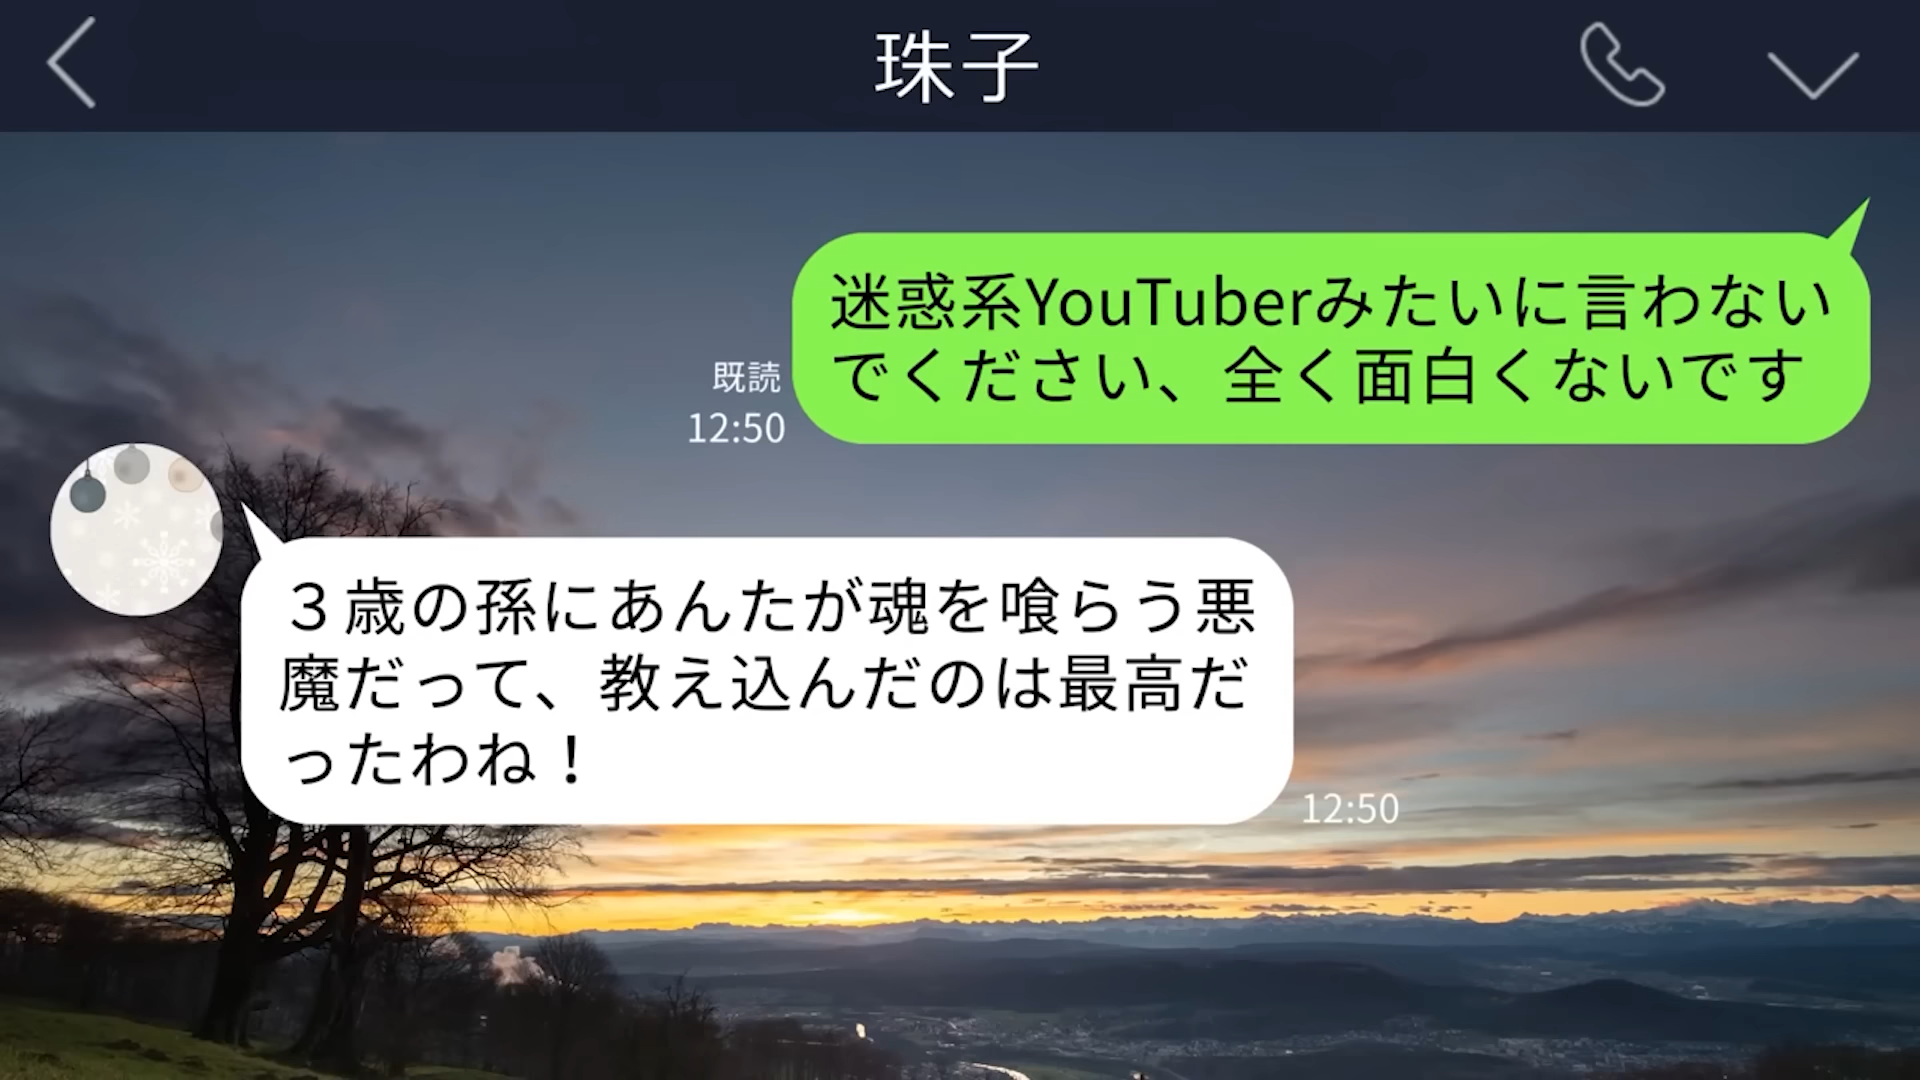 珠子
迷惑系YouTuberみたいに言わない
でください、全く面白くないです
既読
12:50
３歳の孫にあんたが魂を喰らう悪
魔だって、教え込んだのは最高だ
ったわね！
12:50